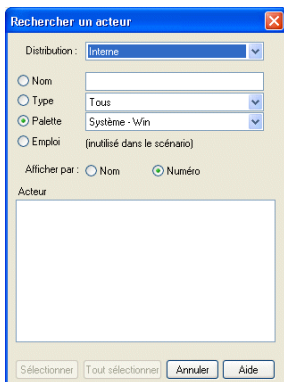 Rechercher un acteur
Distribution : Interne
Nom
Type Tous
Palette Système - Win
Emploi (inutilisé dans le scénario)
Afficher par : Nom Numéro
Acteur
Sélectionner Tout sélectionner Annuler Aide